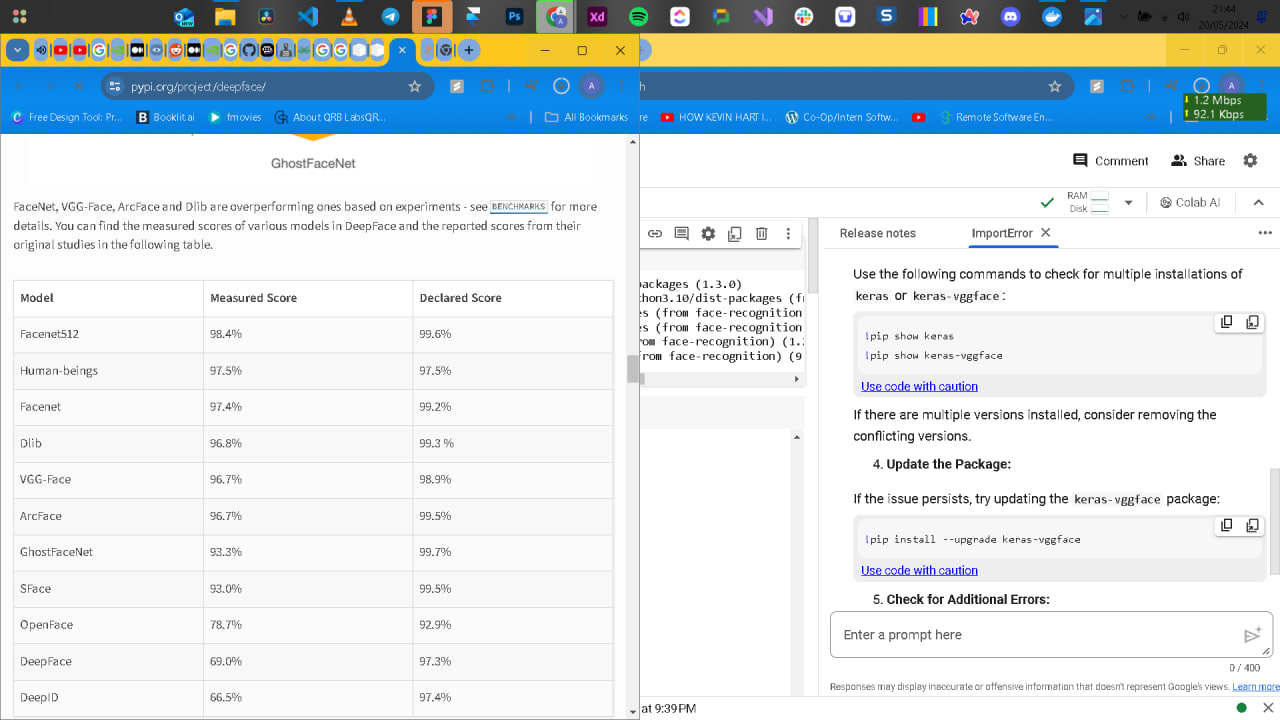 21:44
20/05/2024
pypi.org/project/deepface/
A
h
A
1.2 Mbps
92.1 Kbps
Free Design Tool: Pr...
Booklit.ai
fmovies
About QRB LabsQR...
All Bookmarks
re
HOW KEVIN HART I...
Co-Op/Intern Softw...
Remote Software En...
GhostFaceNet
FaceNet, VGG-Face, ArcFace and Dlib are overperforming ones based on experiments - see BENCHMARKS for more
details. You can find the measured scores of various models in DeepFace and the reported scores from their
original studies in the following table.
Model Measured Score Declared Score
Facenet512 98.4% 99.6%
Human-beings 97.5% 97.5%
Facenet 97.4% 99.2%
Dlib 96.8% 99.3 %
VGG-Face 96.7% 98.9%
ArcFace 96.7% 99.5%
GhostFaceNet 93.3% 99.7%
SFace 93.0% 99.5%
OpenFace 78.7% 92.9%
DeepFace 69.0% 97.3%
DeepID 66.5% 97.4%
Comment
Share
RAM
Disk
Colab AI
ackages (1.3.0)
thon3.10/dist-packages (f
es (from face-recognition
es (from face-recognition
om face-recognition) (1.
from face-recognition) (9
Release notes
ImportError
Use the following commands to check for multiple installations of
keras or keras-vggface:
!pip show keras
!pip show keras-vggface
Use code with caution
If there are multiple versions installed, consider removing the
conflicting versions.
4. Update the Package:
If the issue persists, try updating the keras-vggface package:
!pip install --upgrade keras-vggface
Use code with caution
5. Check for Additional Errors:
Enter a prompt here
0 / 400
Responses may display inaccurate or offensive information that doesn't represent Google's views. Learn more
at 9:39 PM